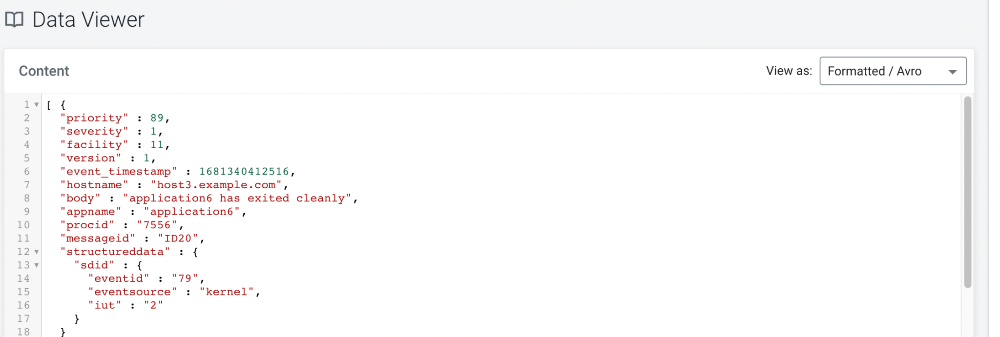 Data Viewer
Content
View as: Formatted / Avro
1 [ {
2 "priority" : 89,
3 "severity" : 1,
4 "facility" : 11,
5 "version" : 1,
6 "event_timestamp" : 1681340412516,
7 "hostname" : "host3.example.com",
8 "body" : "application6 has exited cleanly",
9 "appname" : "application6",
10 "procid" : "7556",
11 "messageid" : "ID20",
12 "structureddata" : {
13 "sdid" : {
14 "eventid" : "79",
15 "eventsource" : "kernel",
16 "iut" : "2"
17 }
18 }